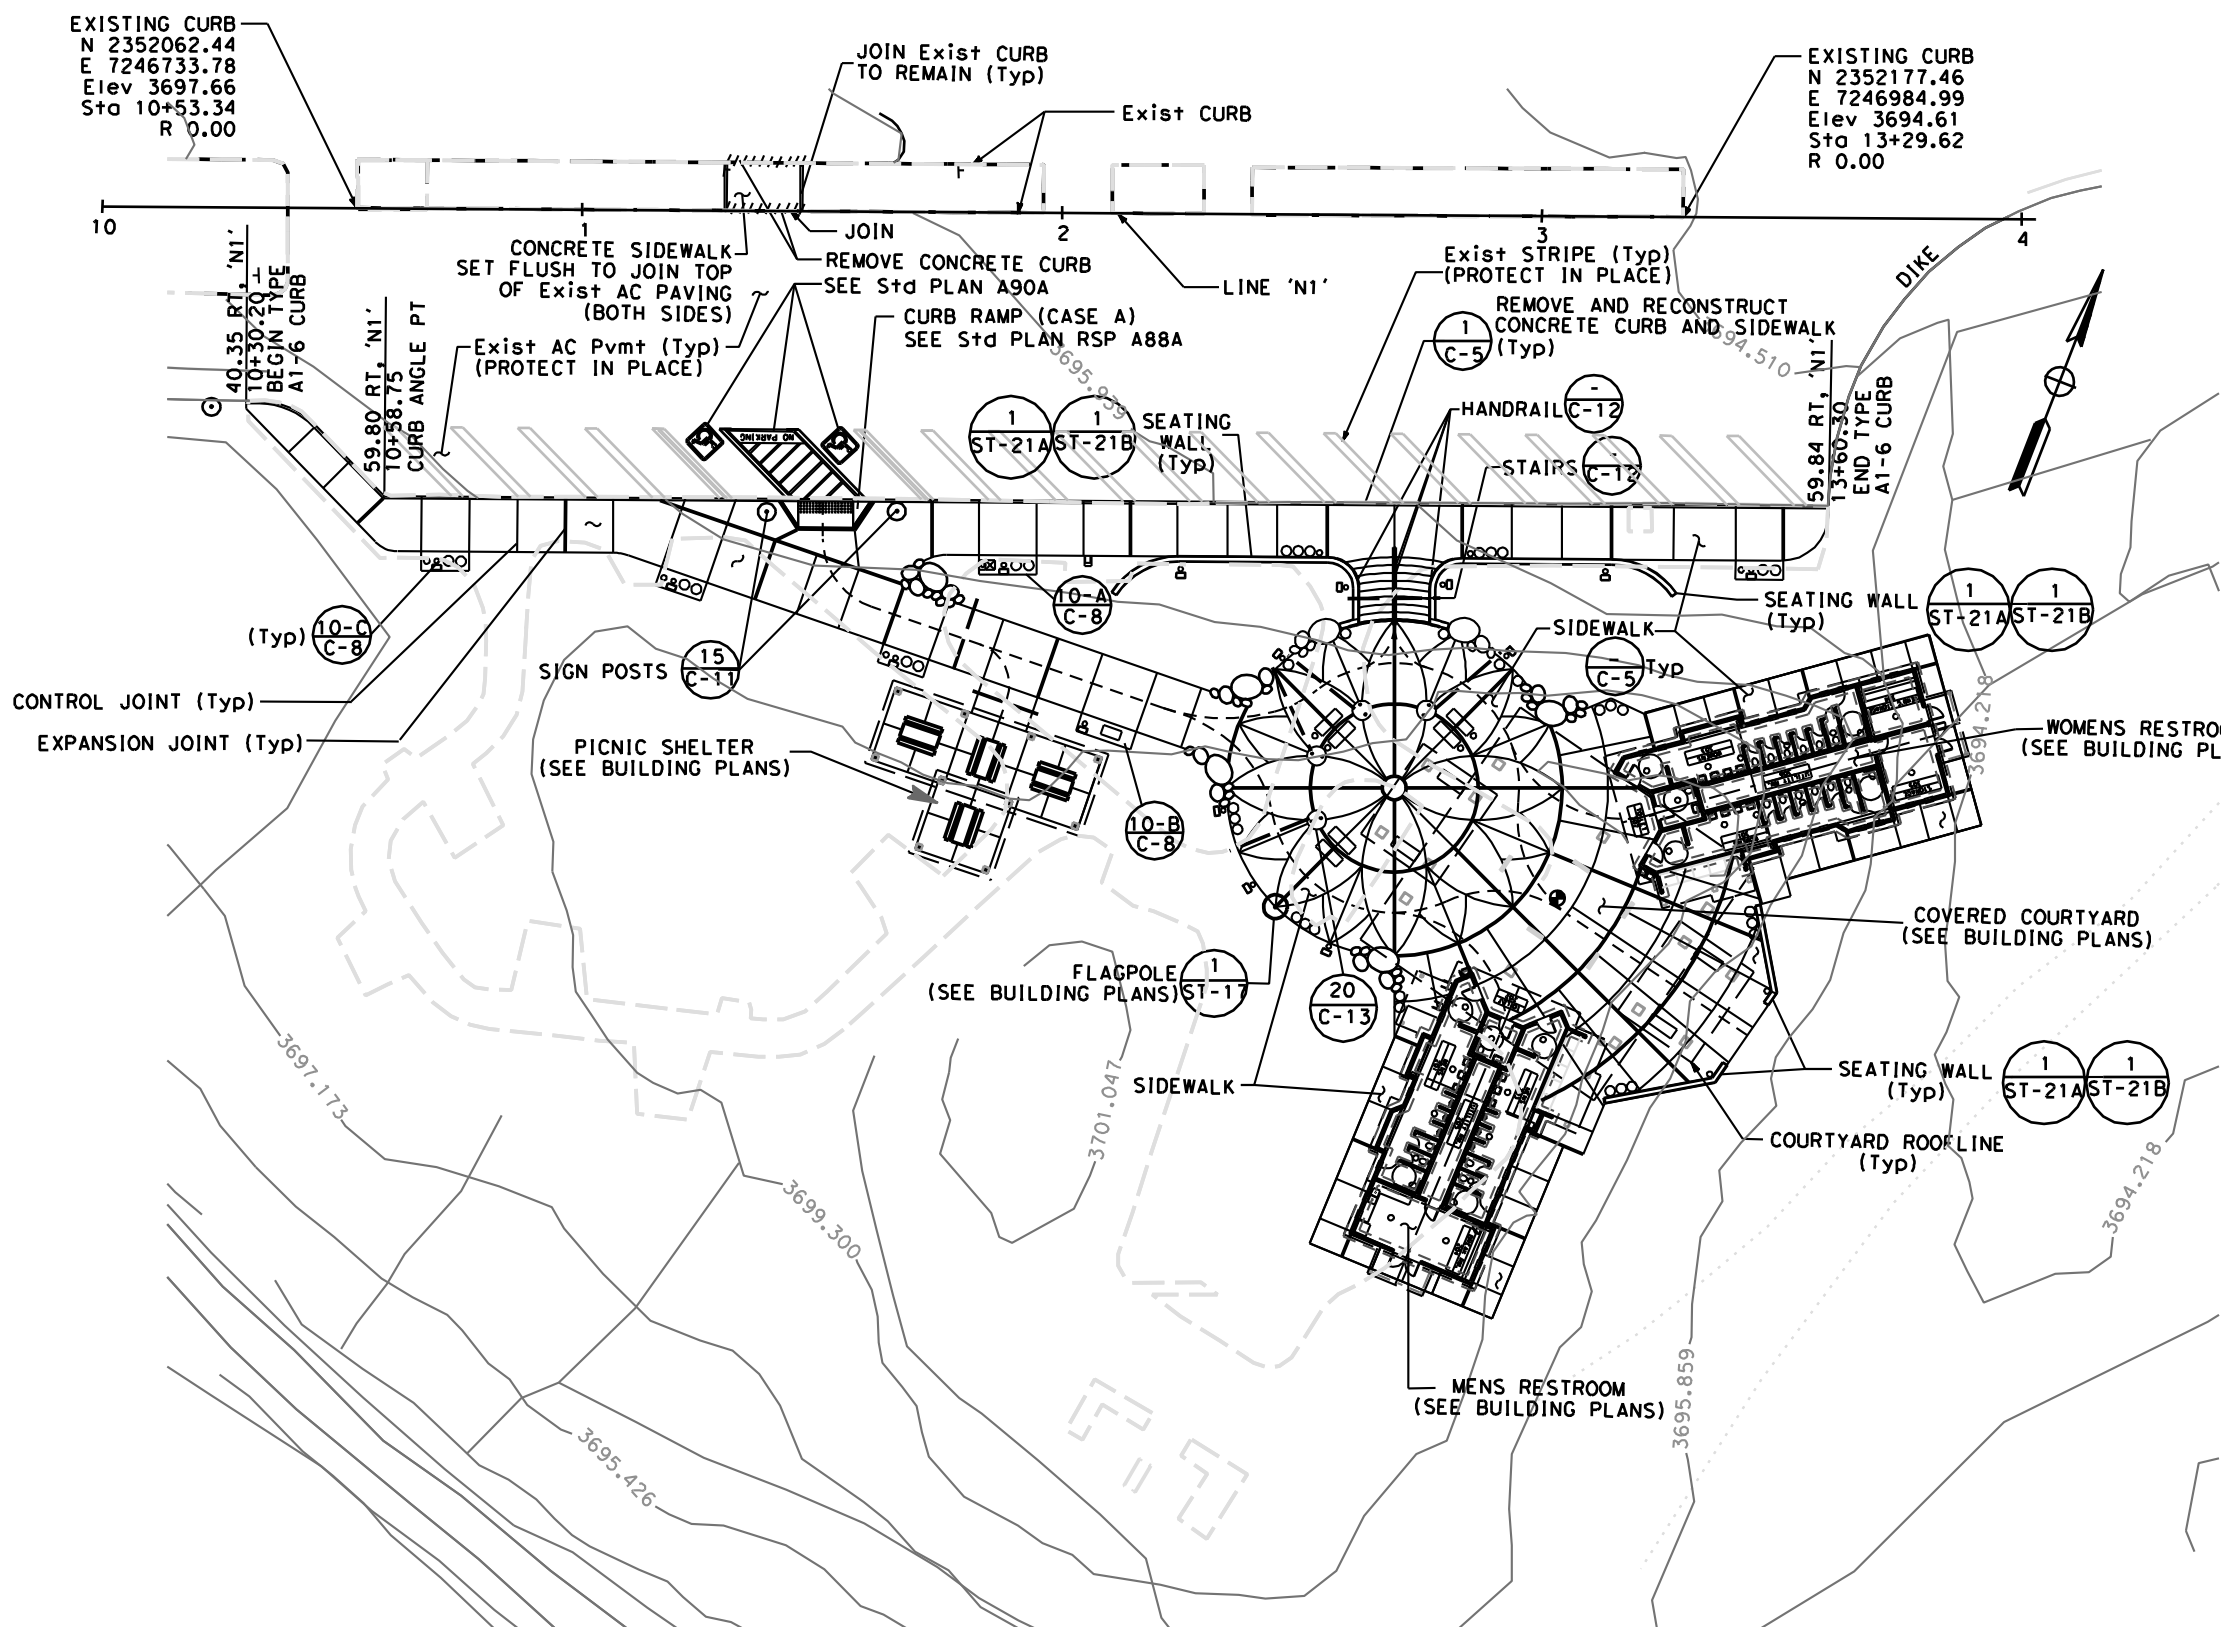 EXISTING CURB
N 2352062.44
E 7246733.78
Elev 3697.66
Sta 10+53.34
R 0.00
JOIN Exist CURB
TO REMAIN (Typ)
Exist CURB
EXISTING CURB
N 2352177.46
E 7246984.99
Elev 3694.61
Sta 13+29.62
R 0.00
10
1
2
3
4
JOIN
CONCRETE SIDEWALK
SET FLUSH TO JOIN TOP
OF Exist AC PAVING
(BOTH SIDES)
REMOVE CONCRETE CURB
SEE Std PLAN A90A
LINE 'N1'
Exist STRIPE (Typ)
(PROTECT IN PLACE)
DIKE
40.35 RT, 'N1'
10+30.20
BEGIN TYPE
A1-6 CURB
59.80 RT, 'N1'
10+58.75
CURB ANGLE PT
Exist AC Pvmt (Typ)
(PROTECT IN PLACE)
CURB RAMP (CASE A)
SEE Std PLAN RSP A88A
REMOVE AND RECONSTRUCT
CONCRETE CURB AND SIDEWALK
(Typ)
1
C-5
3695.939
3694.510
59.84 RT, 'N1'
13+60.30
END TYPE
A1-6 CURB
NO PARKING
1
ST-21A
1
ST-21B
SEATING
WALL
(Typ)
HANDRAIL
-
C-12
STAIRS
-
C-12
10-A
C-8
SEATING WALL
(Typ)
1
ST-21A
1
ST-21B
(Typ)
10-C
C-8
SIDEWALK
-
C-5
Typ
SIGN POSTS
15
C-11
CONTROL JOINT (Typ)
EXPANSION JOINT (Typ)
PICNIC SHELTER
(SEE BUILDING PLANS)
3694.218
WOMENS RESTRO
(SEE BUILDING PL
10-B
C-8
COVERED COURTYARD
(SEE BUILDING PLANS)
FLAGPOLE
(SEE BUILDING PLANS)
1
ST-17
20
C-13
3697.173
3701.047
SIDEWALK
SEATING WALL
(Typ)
1
ST-21A
1
ST-21B
COURTYARD ROOFLINE
(Typ)
3694.218
3699.300
MENS RESTROOM
(SEE BUILDING PLANS)
3695.859
3695.426